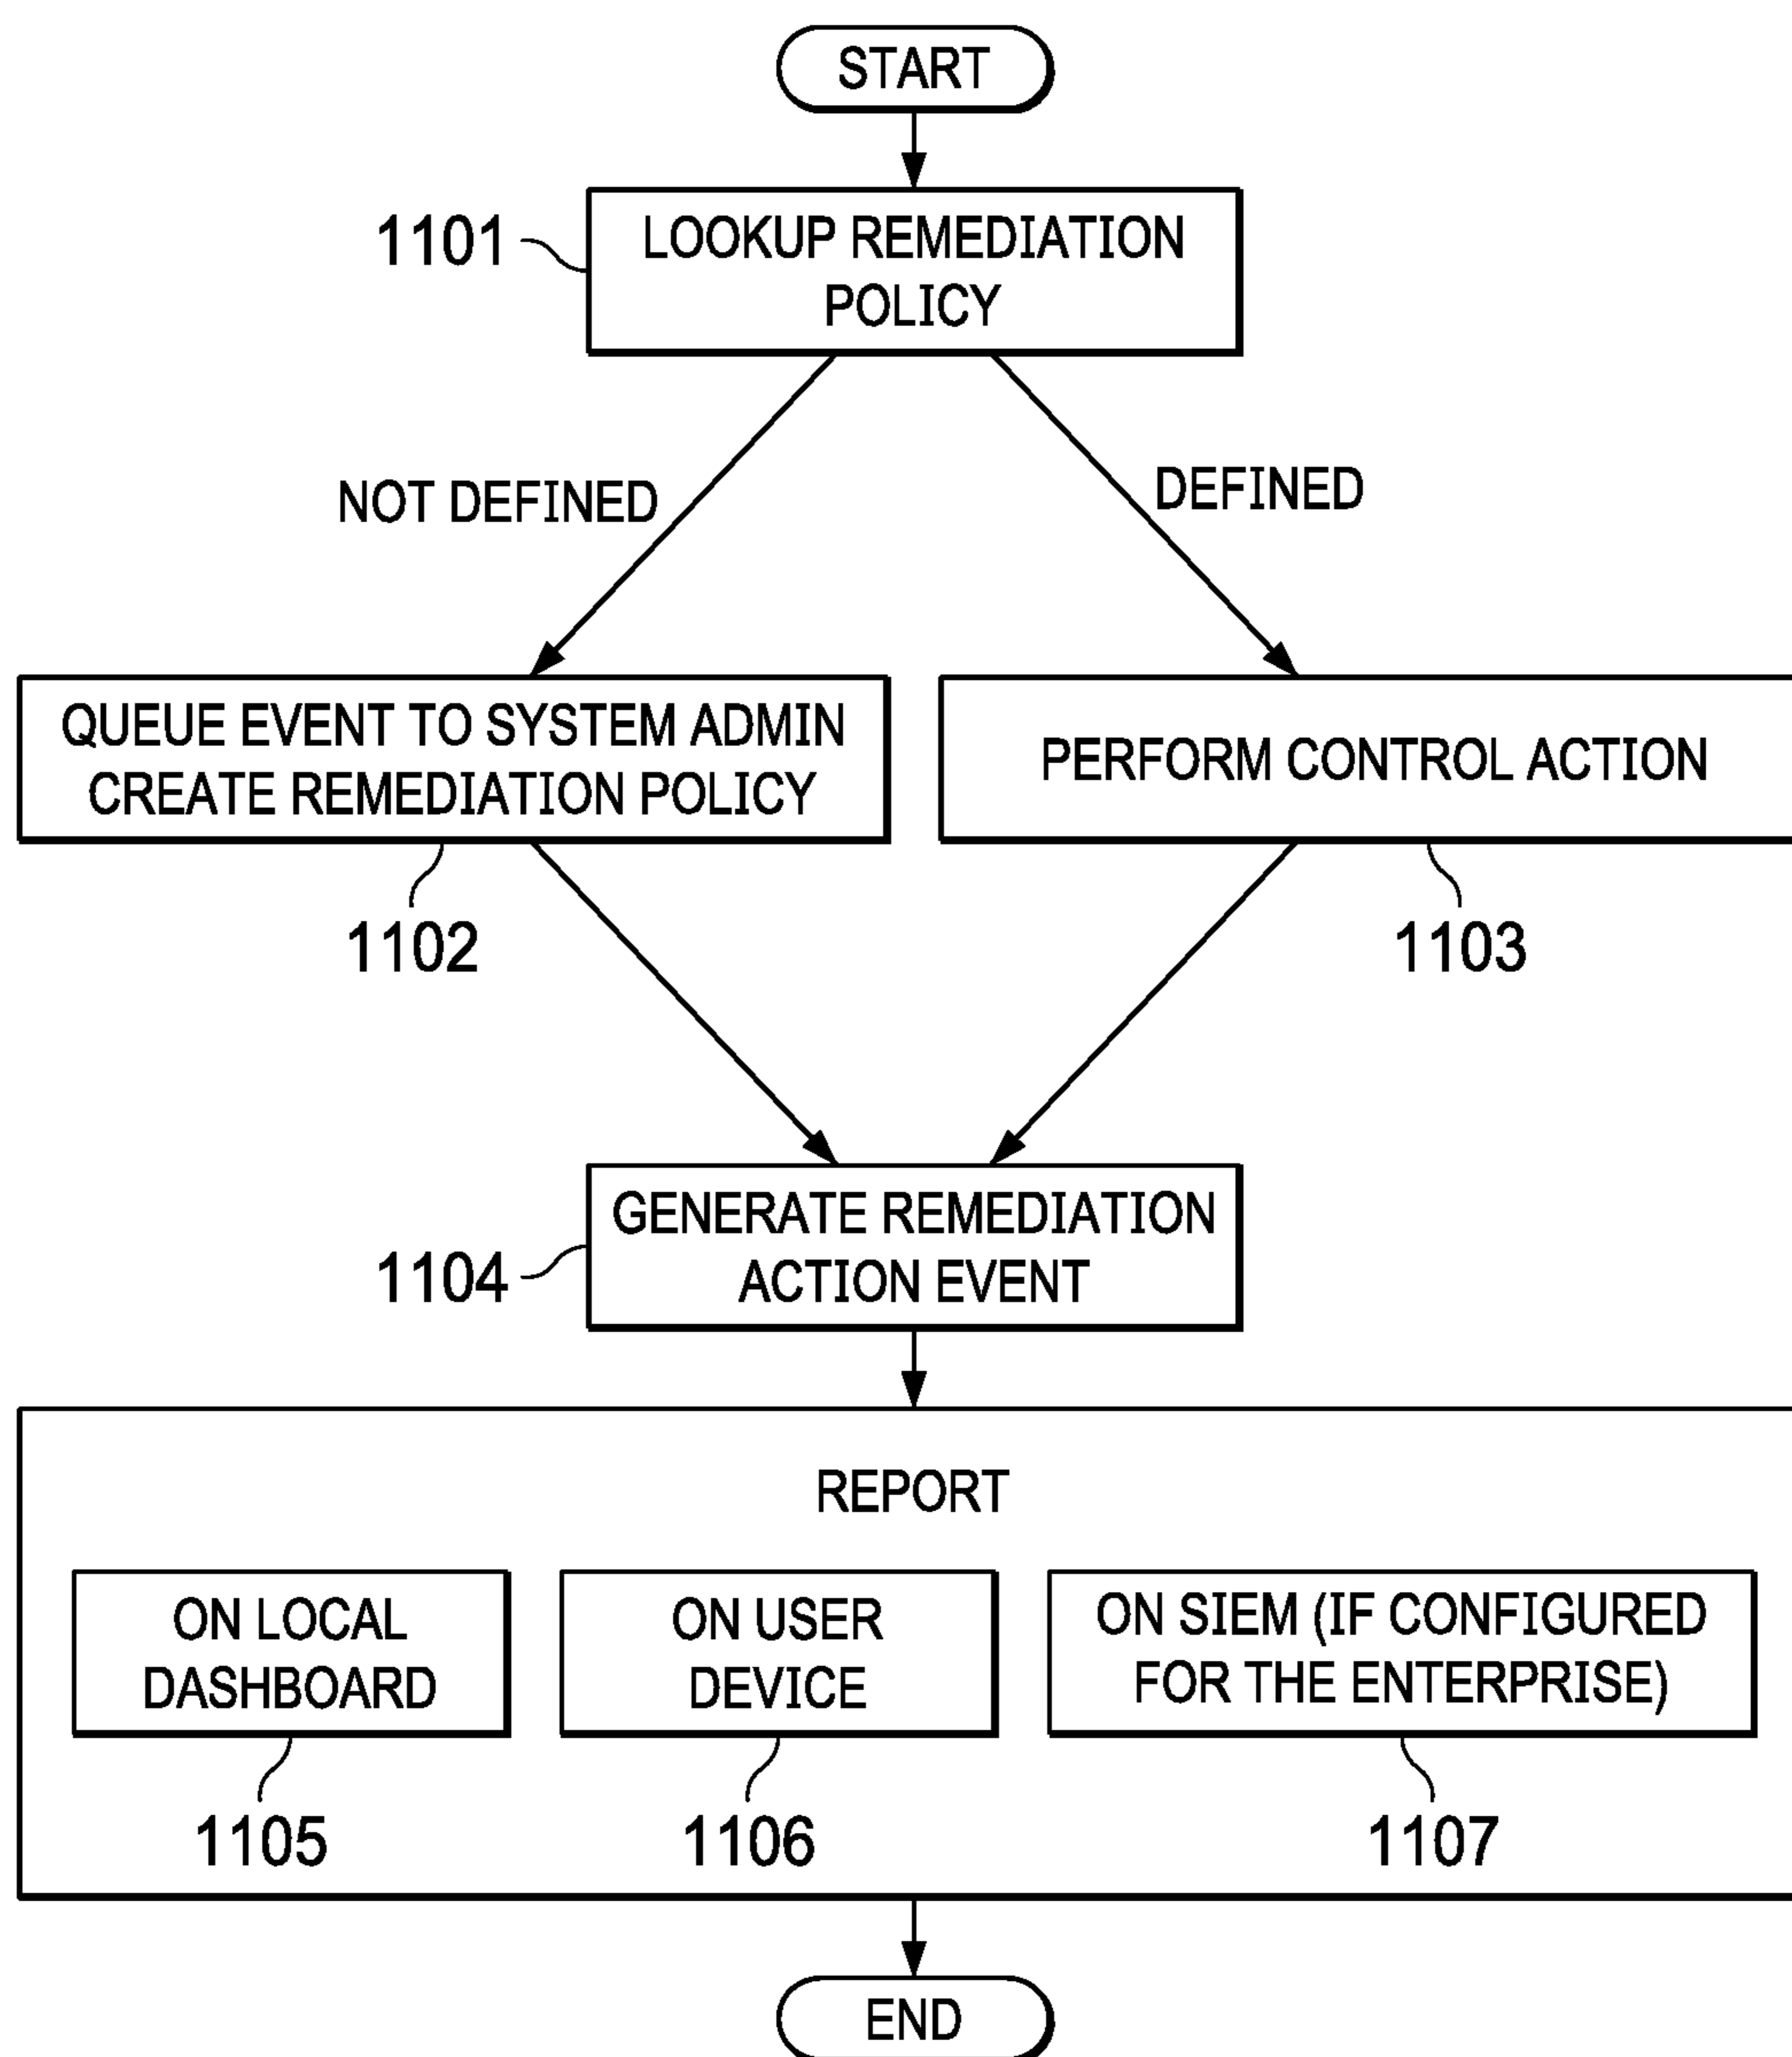 START
1101
LOOKUP REMEDIATION
POLICY
NOT DEFINED
DEFINED
QUEUE EVENT TO SYSTEM ADMIN
CREATE REMEDIATION POLICY
PERFORM CONTROL ACTION
1102
1103
GENERATE REMEDIATION
ACTION EVENT
1104
REPORT
ON LOCAL
DASHBOARD
ON USER
DEVICE
ON SIEM (IF CONFIGURED
FOR THE ENTERPRISE)
1105
1106
1107
END